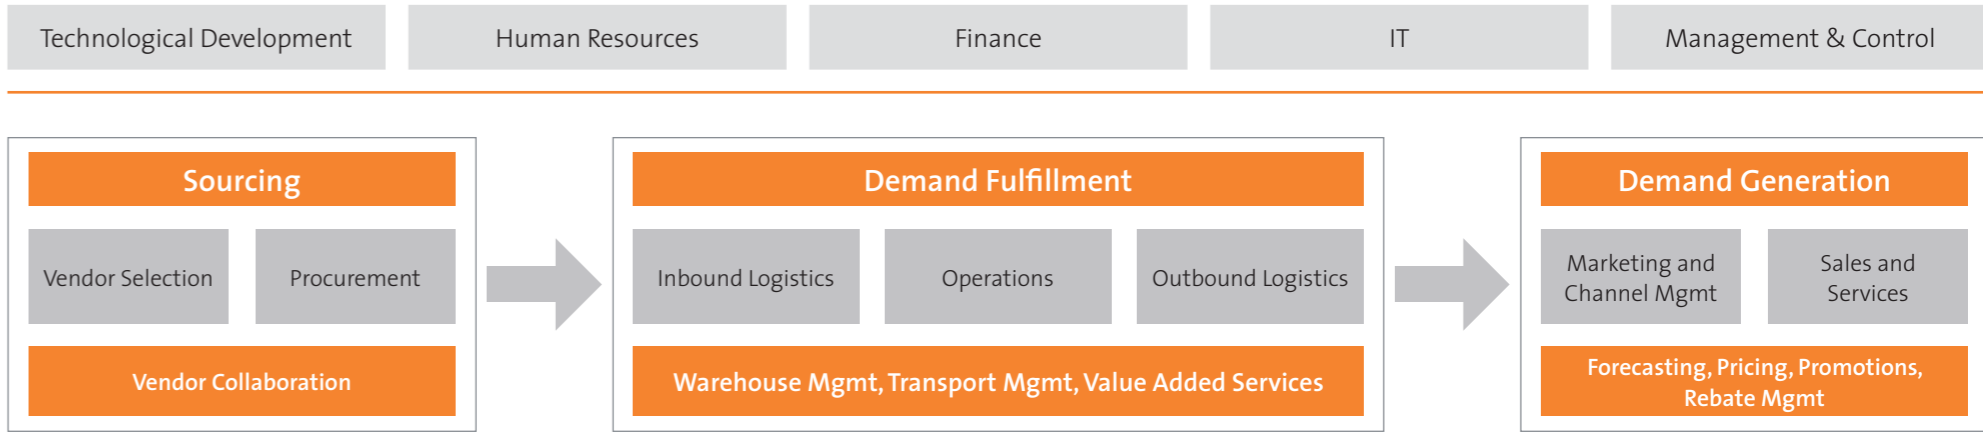 Technological Development
Human Resources
Finance
IT
Management & Control
Sourcing
Vendor Selection
Procurement
Vendor Collaboration
Demand Fulfillment
Inbound Logistics
Operations
Outbound Logistics
Warehouse Mgmt, Transport Mgmt, Value Added Services
Demand Generation
Marketing and
Channel Mgmt
Sales and
Services
Forecasting, Pricing, Promotions,
Rebate Mgmt